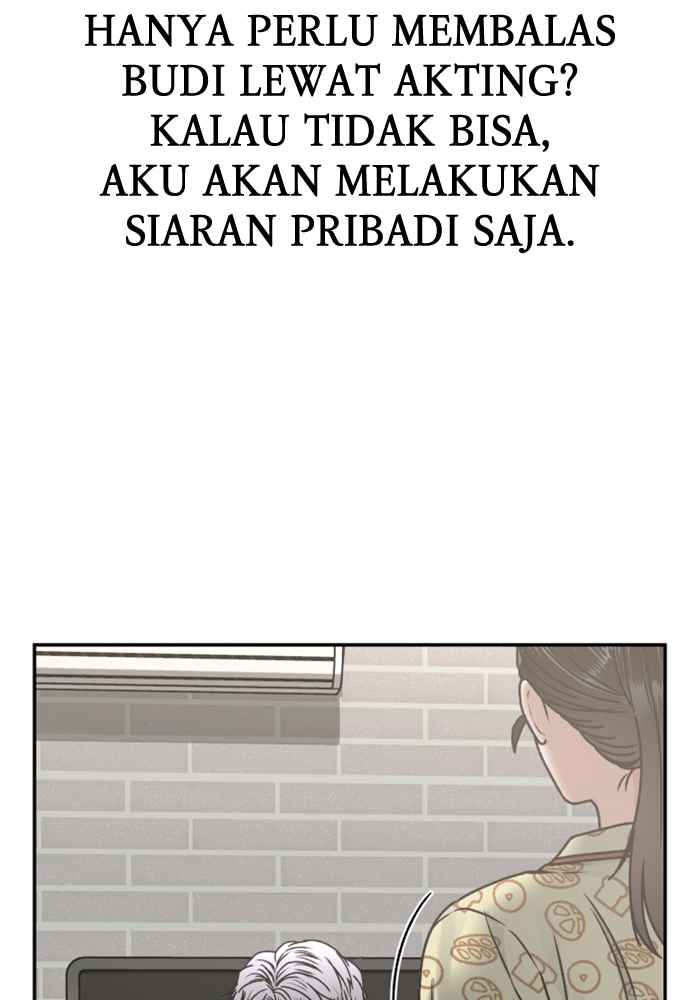 HANYA PERLU MEMBALAS
BUDI LEWAT AKTING?
KALAU TIDAK BISA,
AKU AKAN MELAKUKAN
SIARAN PRIBADI SAJA.